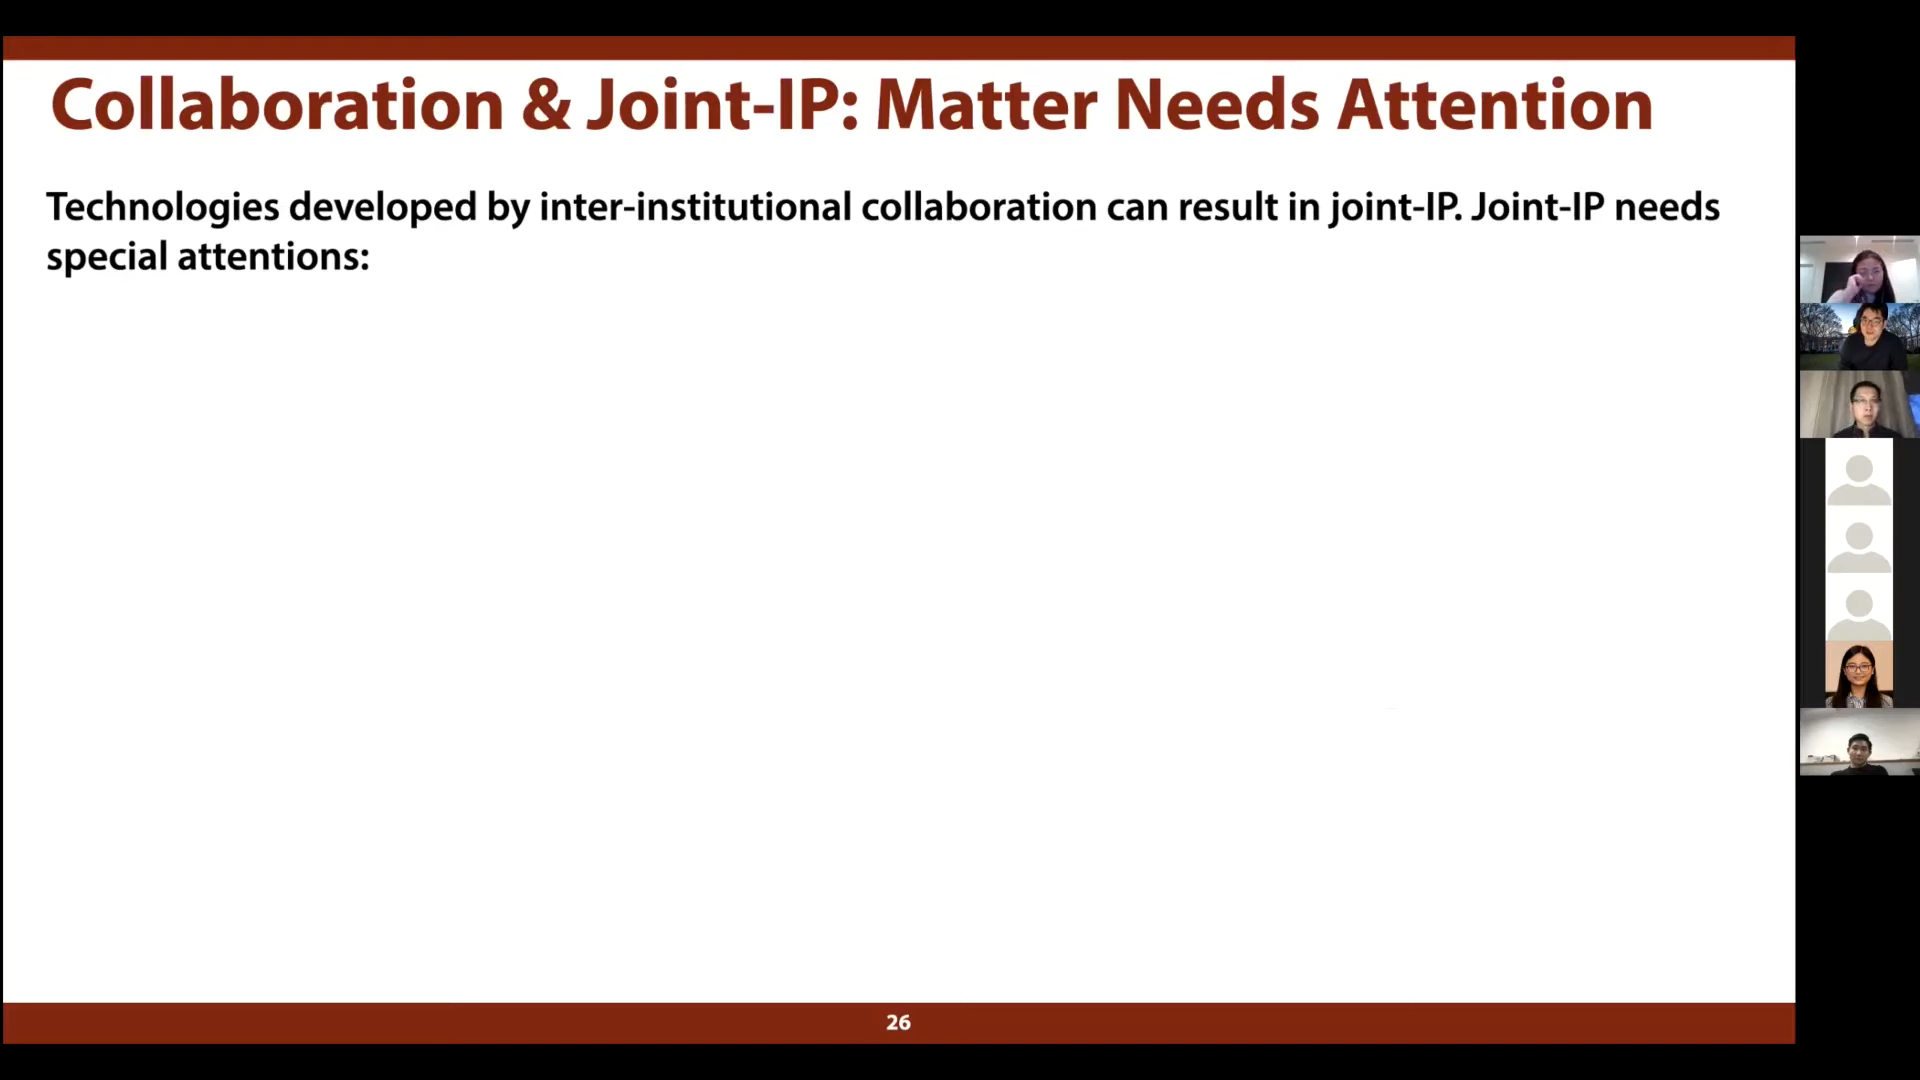 Collaboration & Joint-IP: Matter Needs Attention
Technologies developed by inter-institutional collaboration can result in joint-IP. Joint-IP needs
special attentions:
26